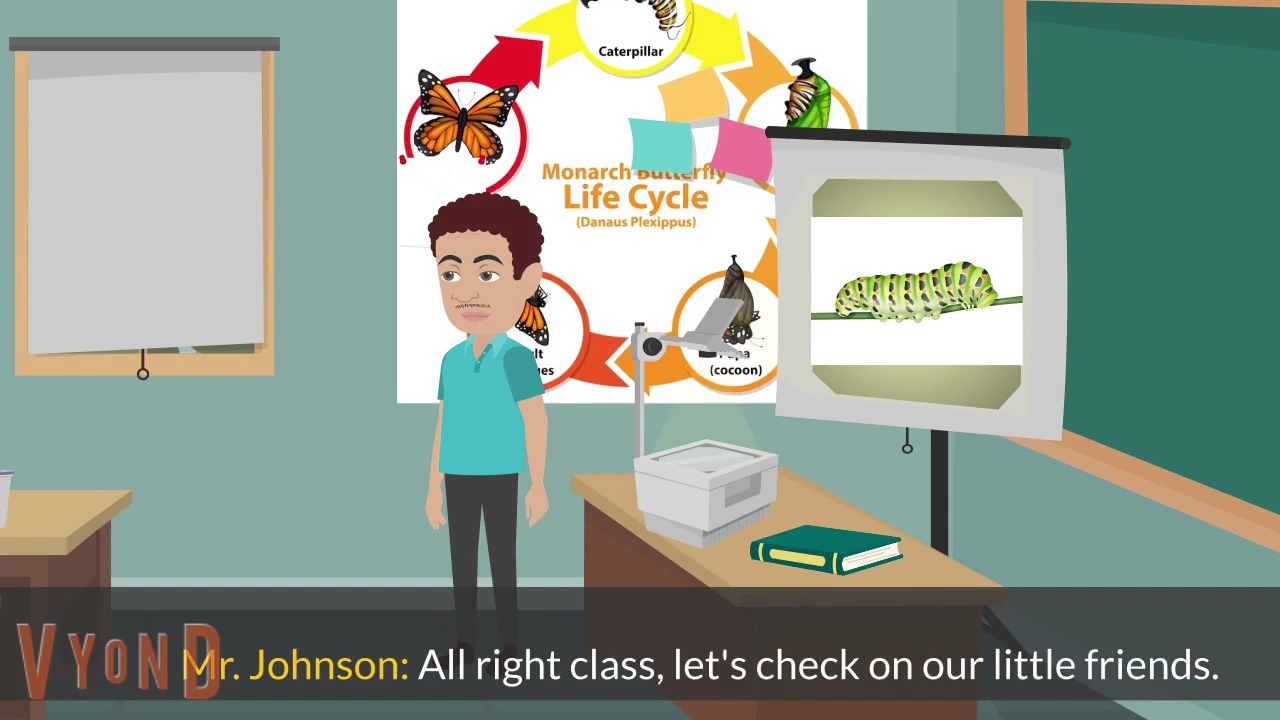 Caterpillar
Monarch Butterfly
Life Cycle
(Danaus Plexippus)
(cocoon)
VYOND
Mr. Johnson: All right class, let's check on our little friends.